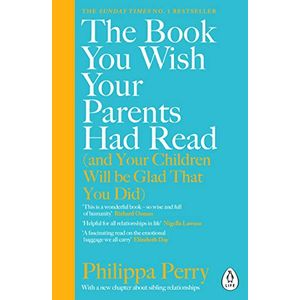 THE SUNDAY TIMES NO. 1 BESTSELLER
The Book
You Wish
Your
Parents
Had Read
(and Your Children
Will be Glad That
You Did)
'This is a wonderful book – so wise and full
of humanity' Richard Osman
'Helpful for all relationships in life' Nigella Lawson
'A fascinating read on the emotional
baggage we all carry' Elizabeth Day
Philippa Perry
With a new chapter about sibling relationships
LIFE